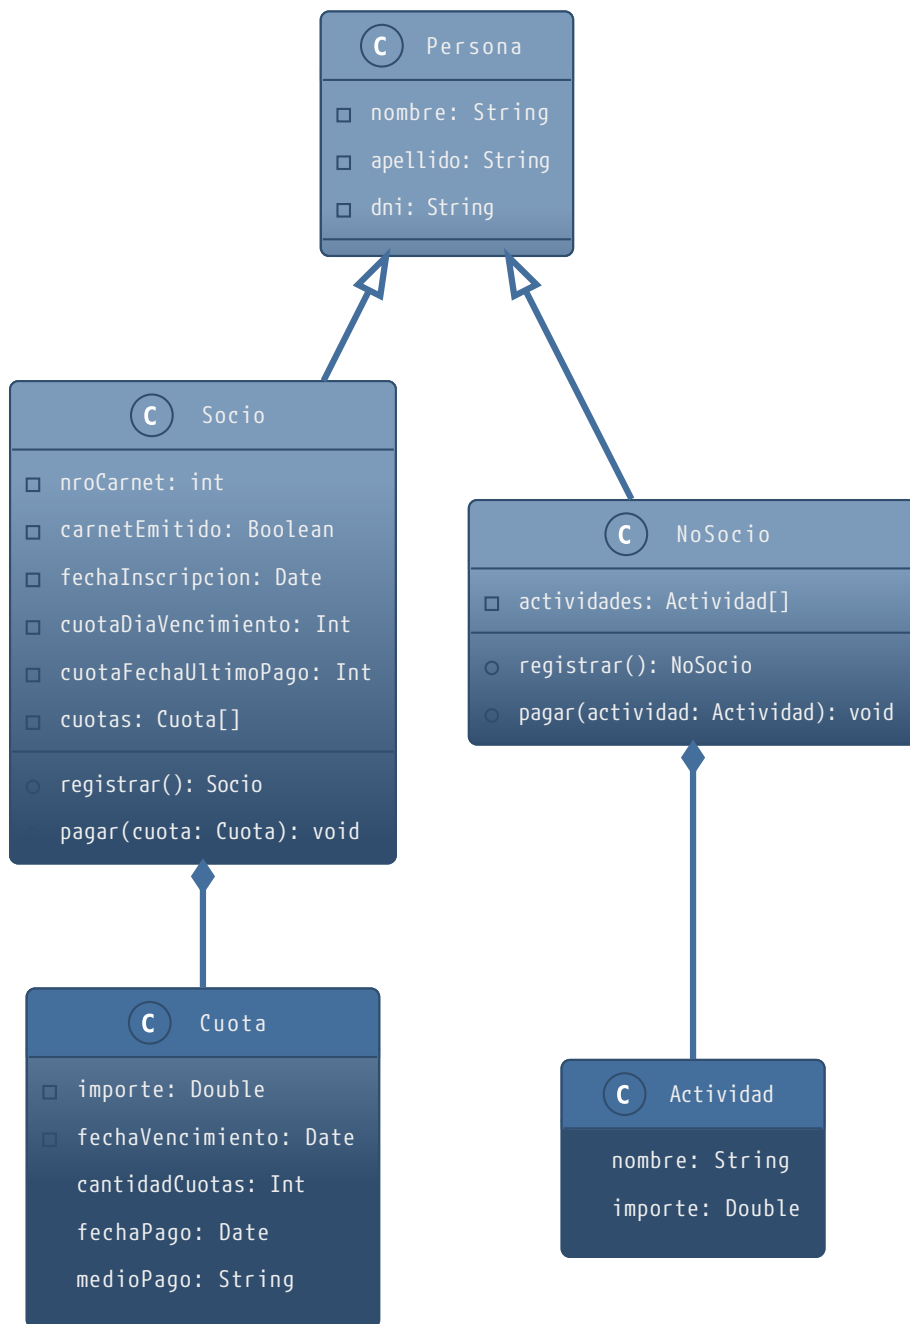 C Persona
nombre: String
apellido: String
dni: String
C Socio
nroCarnet: int
carnetEmitido: Boolean
fechaInscripcion: Date
cuotaDiaVencimiento: Int
cuotaFechaUltimoPago: Int
cuotas: Cuota[]
registrar(): Socio
pagar(cuota: Cuota): void
C NoSocio
actividades: Actividad[]
registrar(): NoSocio
pagar(actividad: Actividad): void
C Cuota
importe: Double
fechaVencimiento: Date
cantidadCuotas: Int
fechaPago: Date
medioPago: String
C Actividad
nombre: String
importe: Double